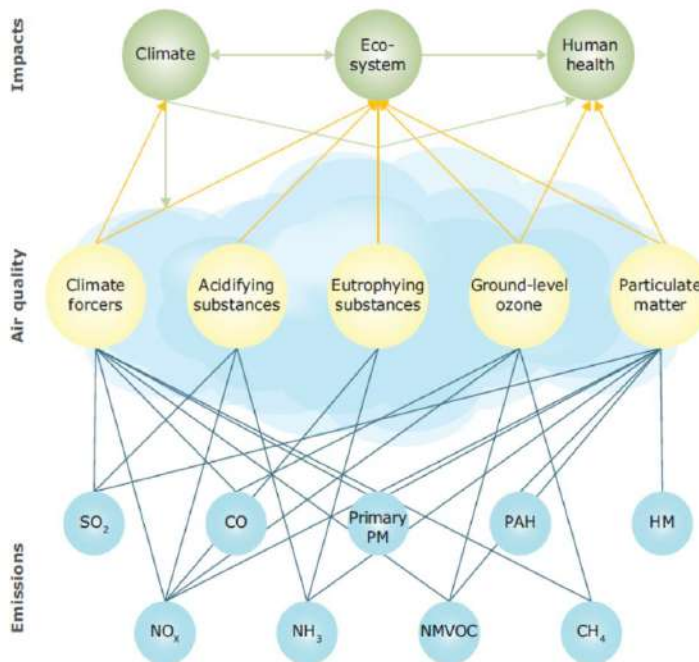 Impacts
Climate
Eco-
system
Human
health
Air quality
Climate
forcers
Acidifying
substances
Eutrophying
substances
Ground-level
ozone
Particulate
matter
Emissions
SO₂
CO
Primary
PM
PAH
HM
NOₓ
NH₃
NMVOC
CH₄